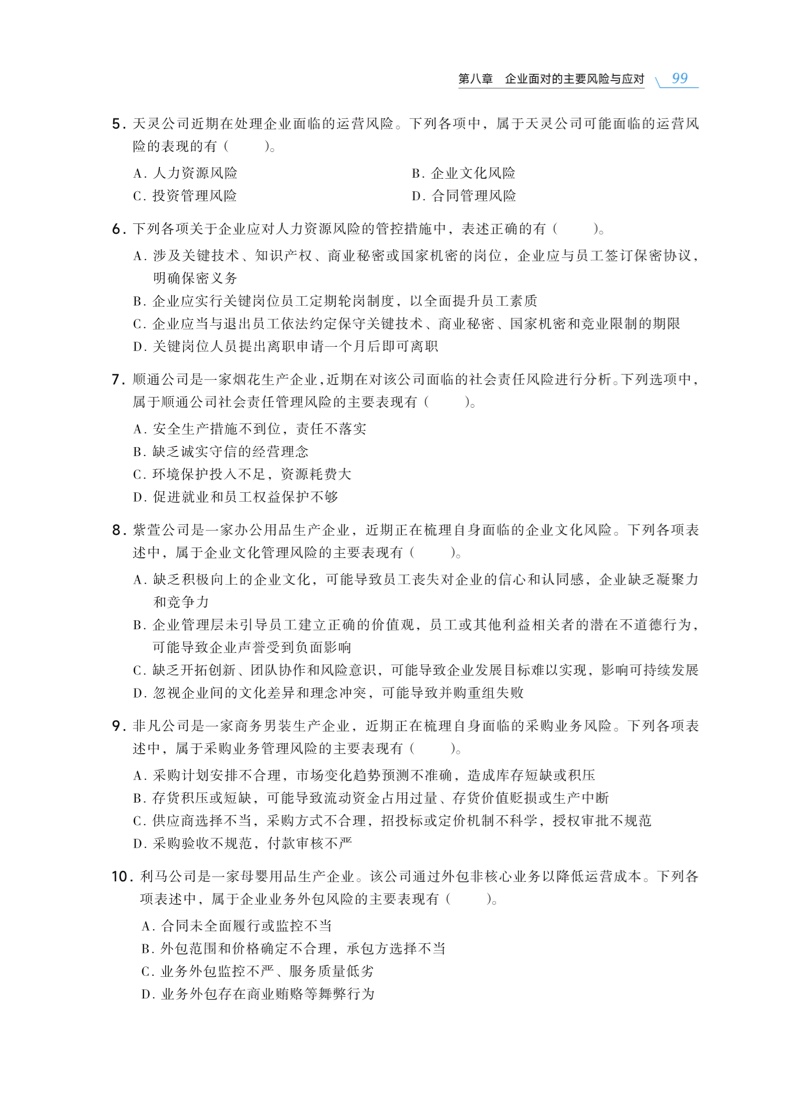 第八章 企业面对的主要风险与应对 99
5. 天灵公司近期在处理企业面临的运营风险。下列各项中，属于天灵公司可能面临的运营风
险的表现的有（　　）。
A. 人力资源风险 B. 企业文化风险
C. 投资管理风险 D. 合同管理风险
6. 下列各项关于企业应对人力资源风险的管控措施中，表述正确的有（　　）。
A. 涉及关键技术、知识产权、商业秘密或国家机密的岗位，企业应与员工签订保密协议，
明确保密义务
B. 企业应实行关键岗位员工定期轮岗制度，以全面提升员工素质
C. 企业应当与退出员工依法约定保守关键技术、商业秘密、国家机密和竞业限制的期限
D. 关键岗位人员提出离职申请一个月后即可离职
7. 顺通公司是一家烟花生产企业，近期在对该公司面临的社会责任风险进行分析。下列选项中，
属于顺通公司社会责任管理风险的主要表现有（　　）。
A. 安全生产措施不到位，责任不落实
B. 缺乏诚实守信的经营理念
C. 环境保护投入不足，资源耗费大
D. 促进就业和员工权益保护不够
8. 紫萱公司是一家办公用品生产企业，近期正在梳理自身面临的企业文化风险。下列各项表
述中，属于企业文化管理风险的主要表现有（　　）。
A. 缺乏积极向上的企业文化，可能导致员工丧失对企业的信心和认同感，企业缺乏凝聚力
和竞争力
B. 企业管理层未引导员工建立正确的价值观，员工或其他利益相关者的潜在不道德行为，
可能导致企业声誉受到负面影响
C. 缺乏开拓创新、团队协作和风险意识，可能导致企业发展目标难以实现，影响可持续发展
D. 忽视企业间的文化差异和理念冲突，可能导致并购重组失败
9. 非凡公司是一家商务男装生产企业，近期正在梳理自身面临的采购业务风险。下列各项表
述中，属于采购业务管理风险的主要表现有（　　）。
A. 采购计划安排不合理，市场变化趋势预测不准确，造成库存短缺或积压
B. 存货积压或短缺，可能导致流动资金占用过量、存货价值贬损或生产中断
C. 供应商选择不当，采购方式不合理，招投标或定价机制不科学，授权审批不规范
D. 采购验收不规范，付款审核不严
10. 利马公司是一家母婴用品生产企业。该公司通过外包非核心业务以降低运营成本。下列各
项表述中，属于企业业务外包风险的主要表现有（　　）。
A. 合同未全面履行或监控不当
B. 外包范围和价格确定不合理，承包方选择不当
C. 业务外包监控不严、服务质量低劣
D. 业务外包存在商业贿赂等舞弊行为